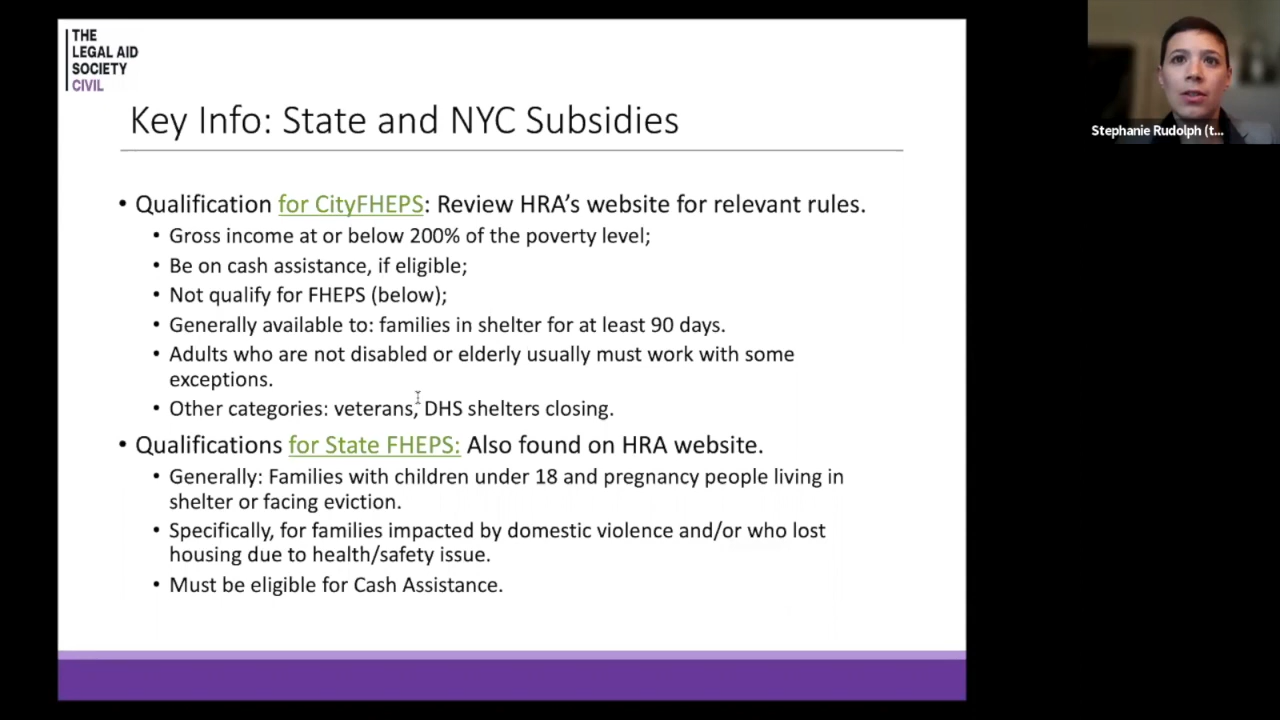 THE
LEGAL AID
SOCIETY
CIVIL
Key Info: State and NYC Subsidies
• Qualification for CityFHEPS: Review HRA’s website for relevant rules.
• Gross income at or below 200% of the poverty level;
• Be on cash assistance, if eligible;
• Not qualify for FHEPS (below);
• Generally available to: families in shelter for at least 90 days.
• Adults who are not disabled or elderly usually must work with some
exceptions.
• Other categories: veterans, DHS shelters closing.
• Qualifications for State FHEPS: Also found on HRA website.
• Generally: Families with children under 18 and pregnancy people living in
shelter or facing eviction.
• Specifically, for families impacted by domestic violence and/or who lost
housing due to health/safety issue.
• Must be eligible for Cash Assistance.
Stephanie Rudolph (t...